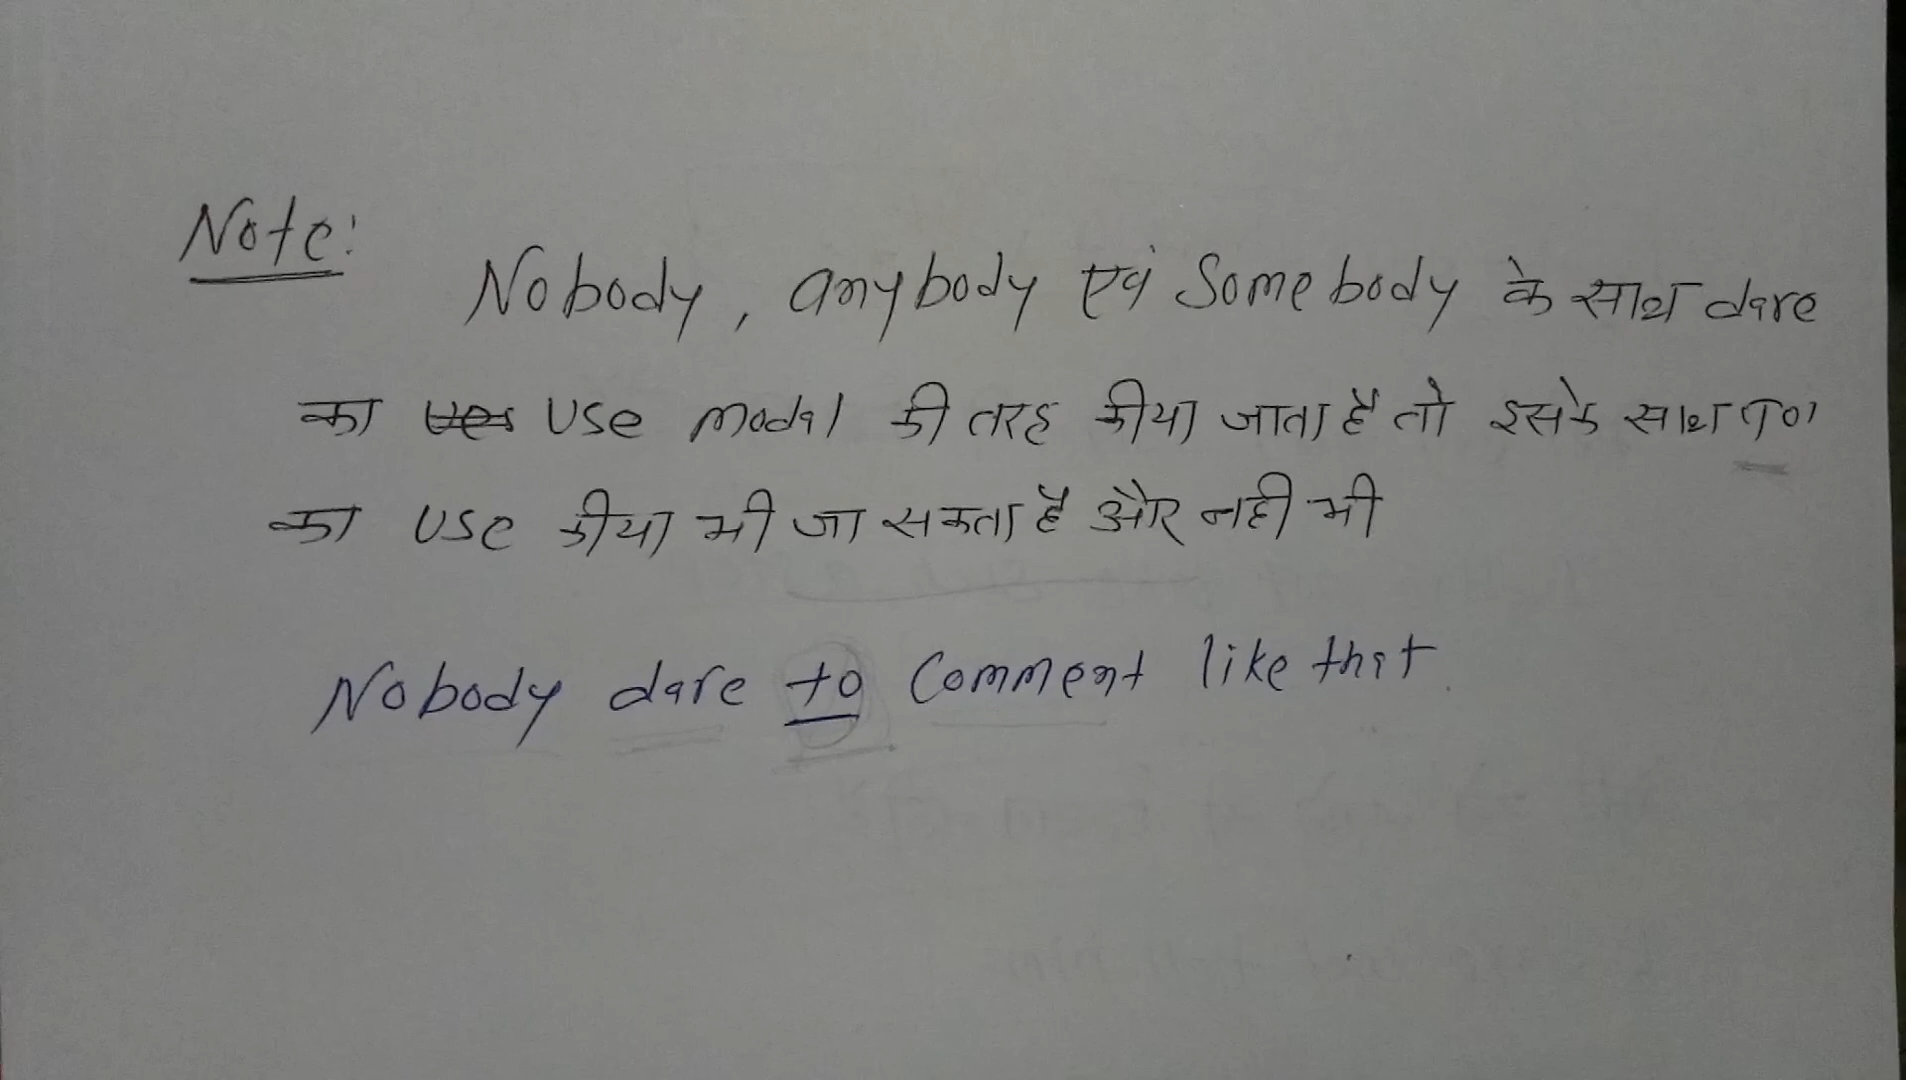 Note:
Nobody, anybody एवं Somebody के साथ dare
का use modal की तरह कीया जाता है तो इसके साथ To
का use कीया भी जा सकता है और नही भी
Nobody dare to comment like that.